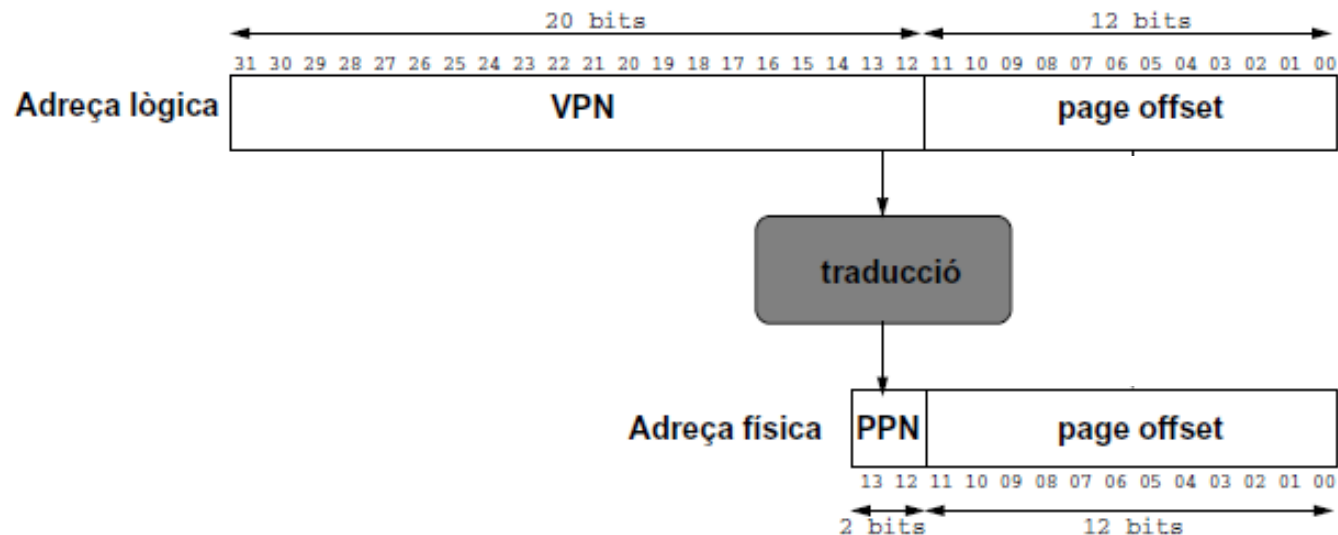 20 bits 12 bits
31 30 29 28 27 26 25 24 23 22 21 20 19 18 17 16 15 14 13 12 11 10 09 08 07 06 05 04 03 02 01 00
Adreça lògica VPN page offset
traducció
Adreça física PPN page offset
13 12 11 10 09 08 07 06 05 04 03 02 01 00
2 bits 12 bits